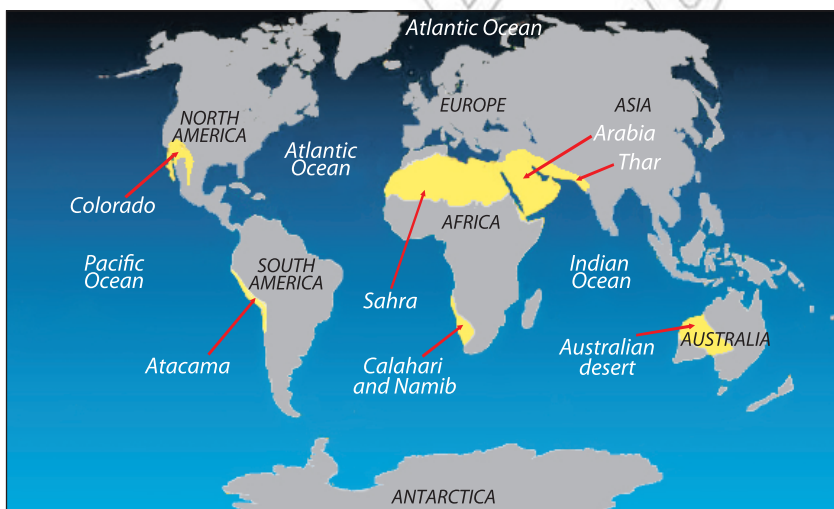 Atlantic Ocean
NORTH
AMERICA
EUROPE
ASIA
Arabia
Atlantic
Ocean
Thar
Colorado
AFRICA
Pacific
Ocean
SOUTH
AMERICA
Indian
Ocean
Sahra
Atacama
Calahari
and Namib
Australian
desert
AUSTRALIA
ANTARCTICA